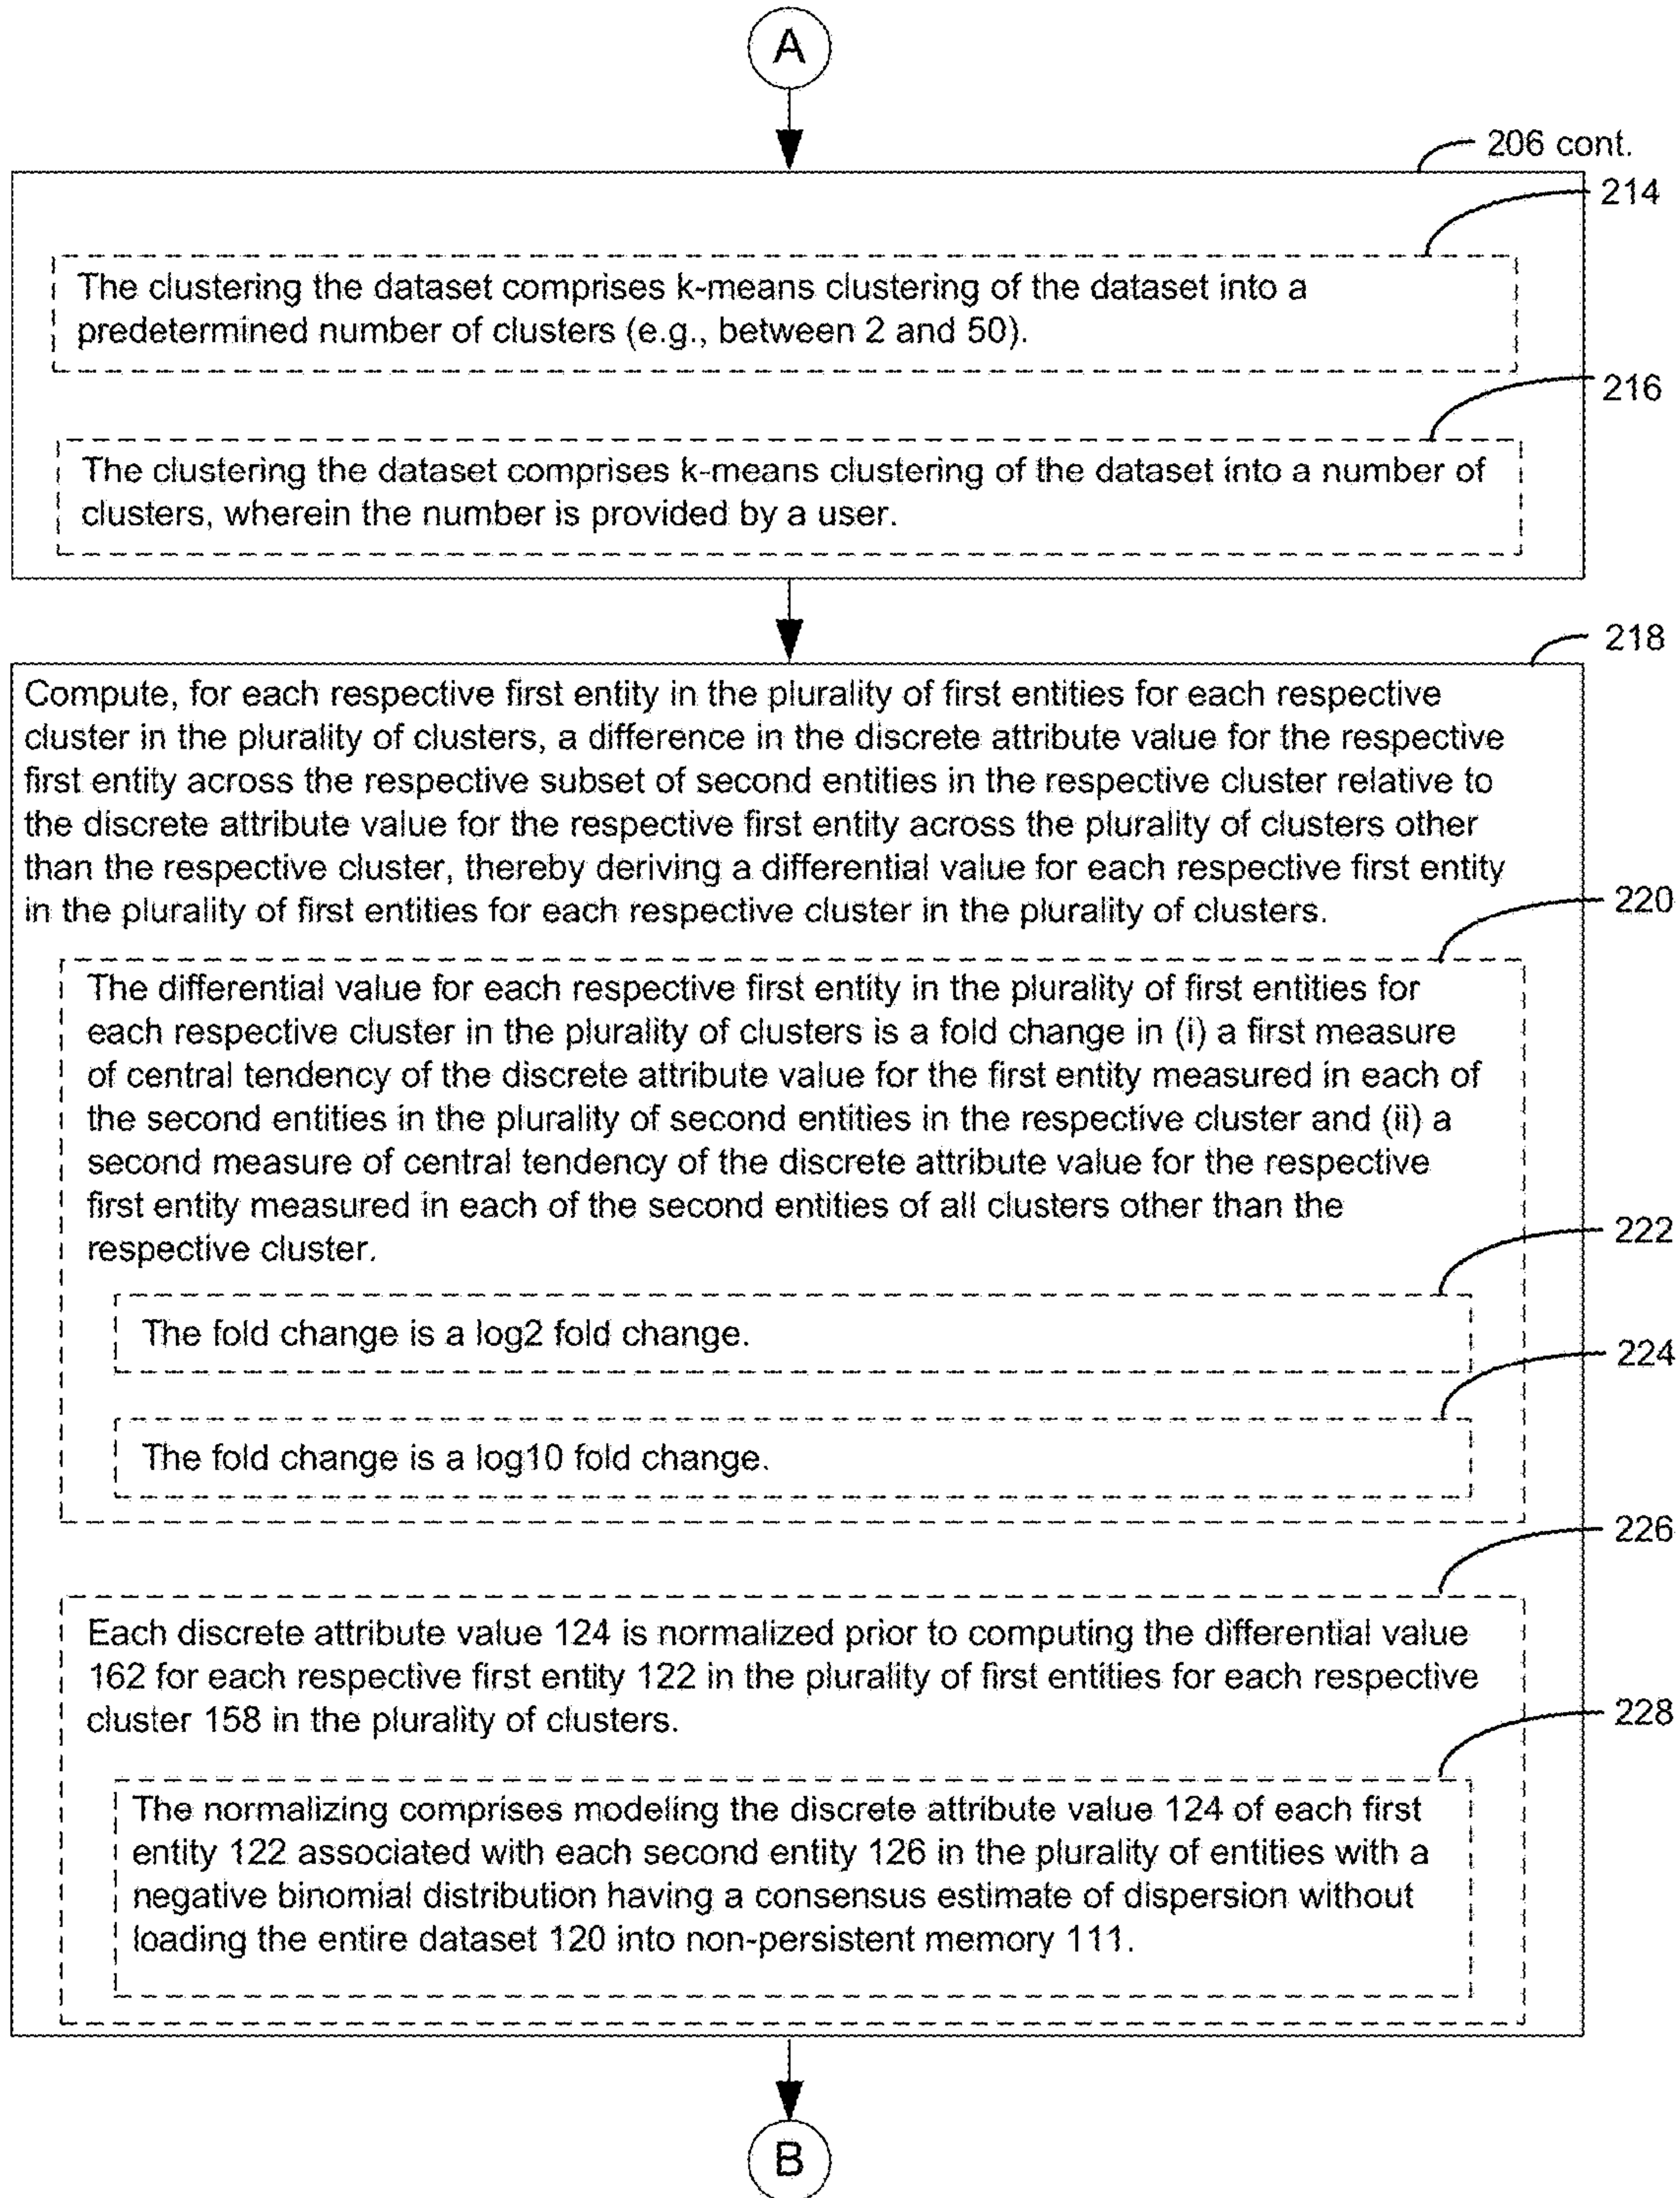 A
206 cont.
214
The clustering the dataset comprises k-means clustering of the dataset into a
predetermined number of clusters (e.g., between 2 and 50).
216
The clustering the dataset comprises k-means clustering of the dataset into a number of
clusters, wherein the number is provided by a user.
218
Compute, for each respective first entity in the plurality of first entities for each respective
cluster in the plurality of clusters, a difference in the discrete attribute value for the respective
first entity across the respective subset of second entities in the respective cluster relative to
the discrete attribute value for the respective first entity across the plurality of clusters other
than the respective cluster, thereby deriving a differential value for each respective first entity
in the plurality of first entities for each respective cluster in the plurality of clusters.
220
The differential value for each respective first entity in the plurality of first entities for
each respective cluster in the plurality of clusters is a fold change in (i) a first measure
of central tendency of the discrete attribute value for the first entity measured in each of
the second entities in the plurality of second entities in the respective cluster and (ii) a
second measure of central tendency of the discrete attribute value for the respective
first entity measured in each of the second entities of all clusters other than the
respective cluster.
222
The fold change is a log2 fold change.
224
The fold change is a log10 fold change.
226
Each discrete attribute value 124 is normalized prior to computing the differential value
162 for each respective first entity 122 in the plurality of first entities for each respective
cluster 158 in the plurality of clusters.
228
The normalizing comprises modeling the discrete attribute value 124 of each first
entity 122 associated with each second entity 126 in the plurality of entities with a
negative binomial distribution having a consensus estimate of dispersion without
loading the entire dataset 120 into non-persistent memory 111.
B